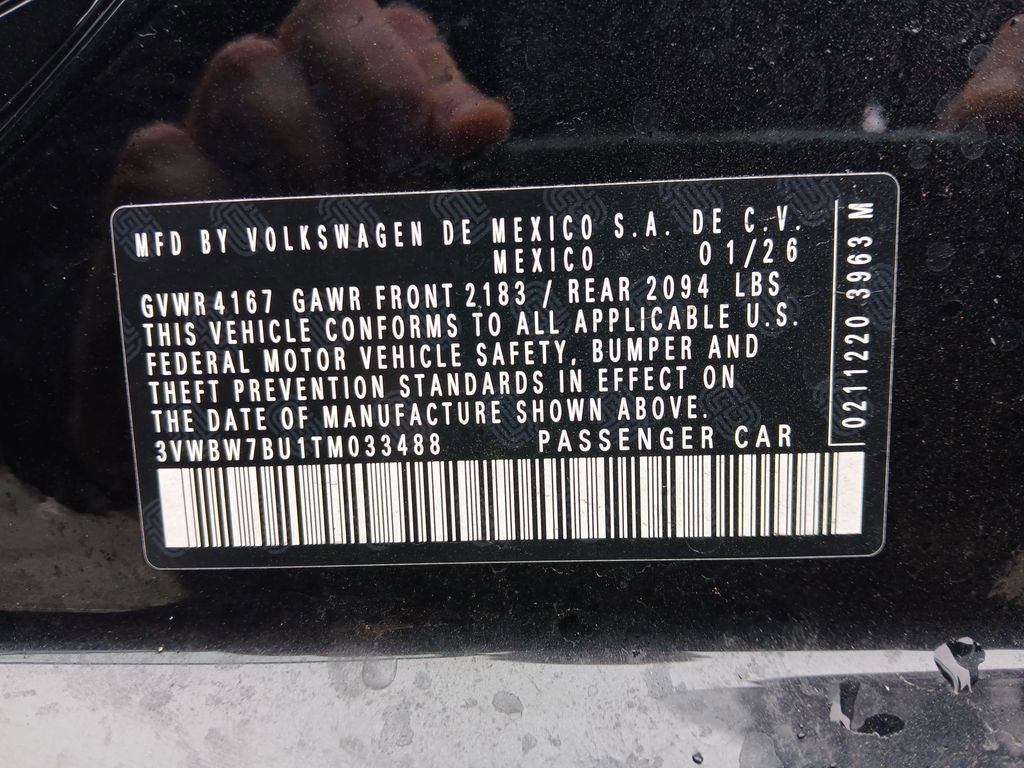 MFD BY VOLKSWAGEN DE MEXICO S.A. DE C.V.
MEXICO 01/26
GVWR 4167 GAWR FRONT 2183 / REAR 2094 LBS
THIS VEHICLE CONFORMS TO ALL APPLICABLE U.S.
FEDERAL MOTOR VEHICLE SAFETY, BUMPER AND
THEFT PREVENTION STANDARDS IN EFFECT ON
THE DATE OF MANUFACTURE SHOWN ABOVE.
3VWBW7BU1TM033488 PASSENGER CAR
0211220 3963 M